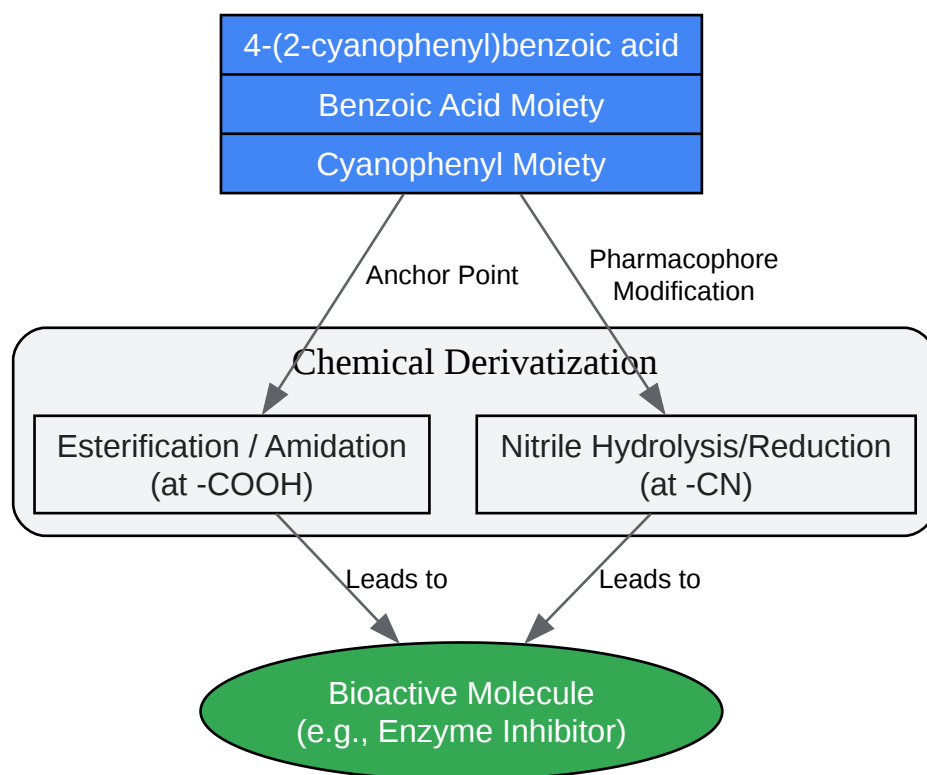 4-(2-cyanophenyl)benzoic acid
Benzoic Acid Moiety
Cyanophenyl Moiety
Anchor Point
Pharmacophore
Modification
Chemical Derivatization
Esterification / Amidation
(at -COOH)
Nitrile Hydrolysis/Reduction
(at -CN)
Leads to
Leads to
Bioactive Molecule
(e.g., Enzyme Inhibitor)